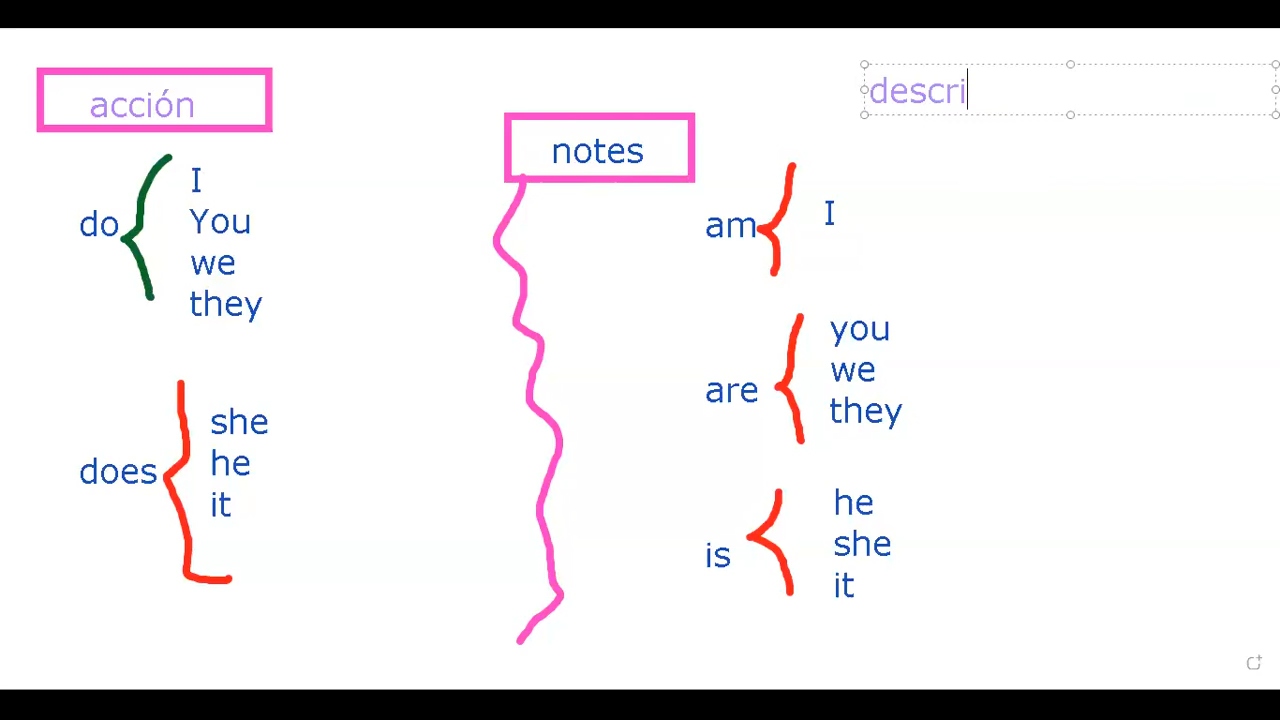 acción
do
I
You
we
they
does
she
he
it
notes
descri
am
I
are
you
we
they
is
he
she
it